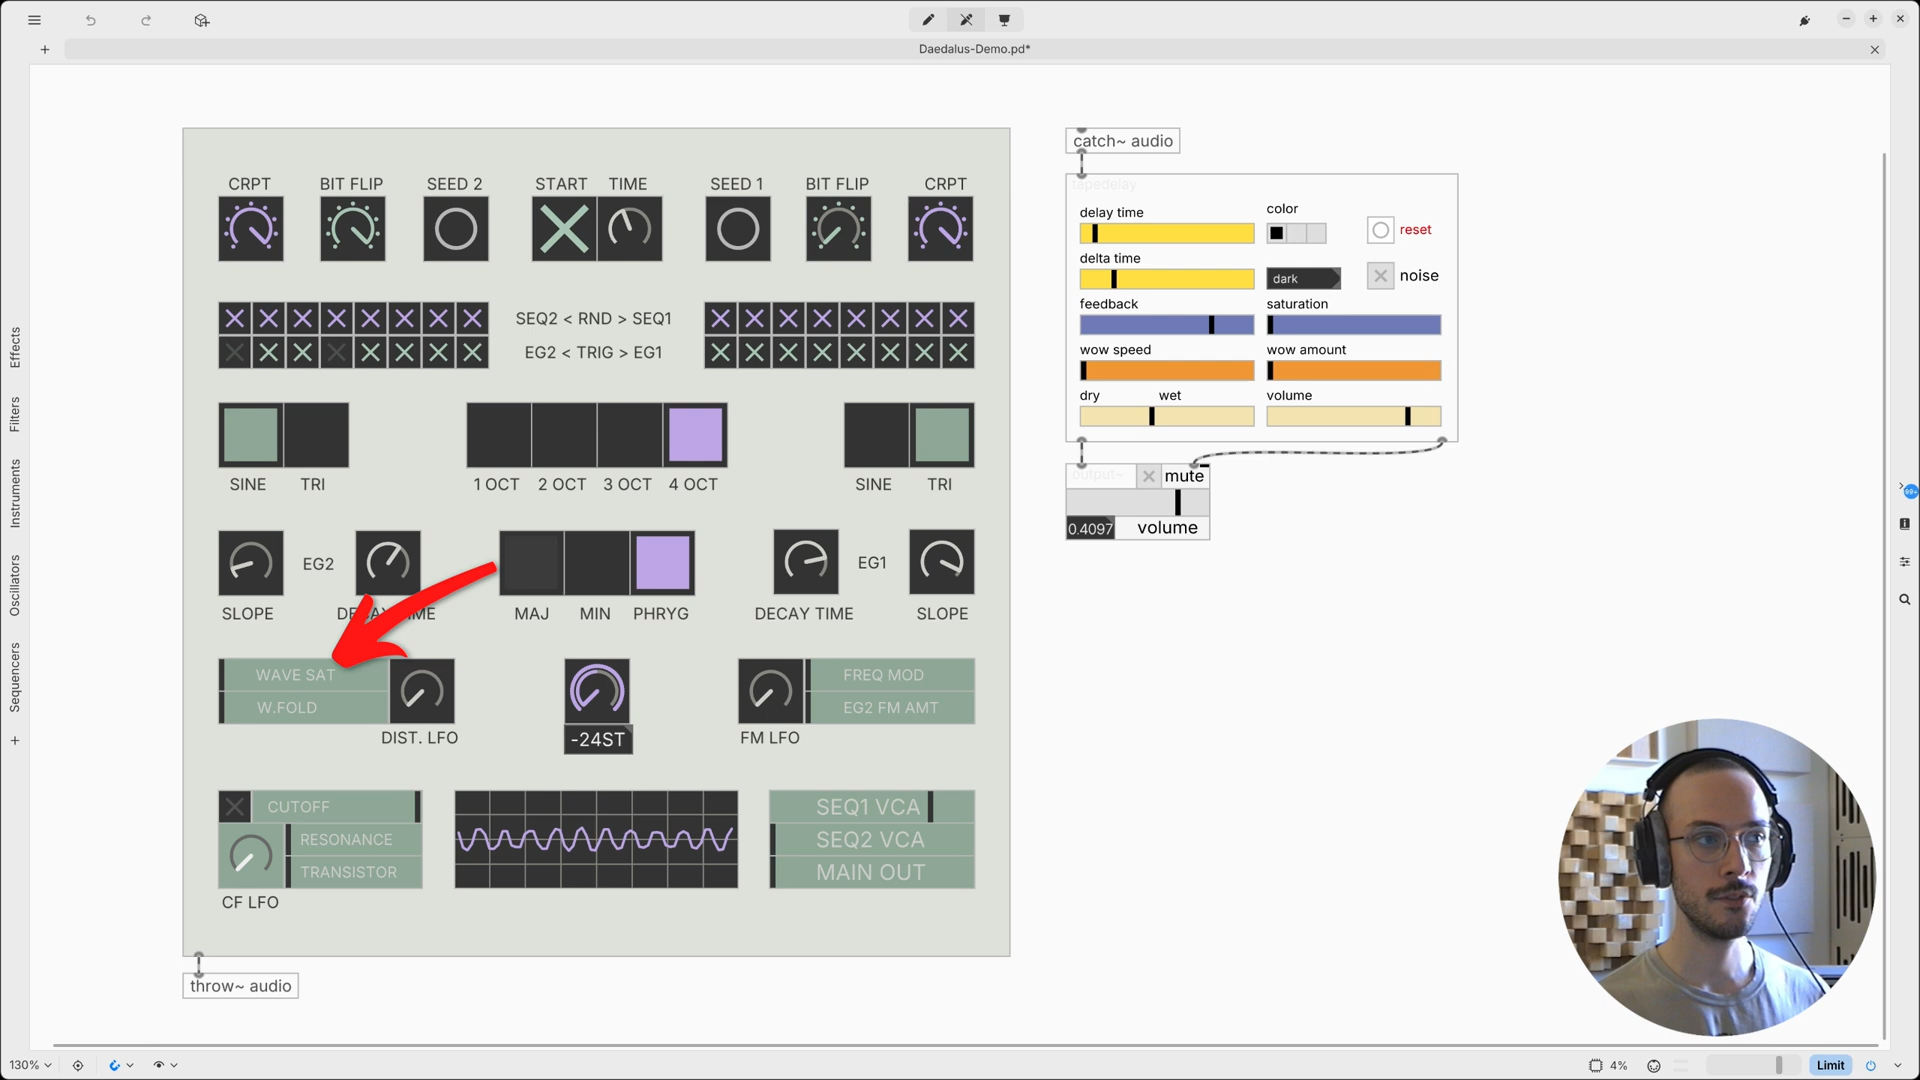 Daedalus-Demo.pd*
Effects
Filters
Instruments
Oscillators
Sequencers
CRPT
BIT FLIP
SEED 2
START
TIME
SEED 1
BIT FLIP
CRPT
SEQ2 < RND > SEQ1
EG2 < TRIG > EG1
SINE
TRI
1 OCT
2 OCT
3 OCT
4 OCT
SINE
TRI
EG2
EG1
SLOPE
MAJ
MIN
PHRYG
DECAY TIME
SLOPE
WAVE SAT
W.FOLD
DIST. LFO
-24ST
FM LFO
FREQ MOD
EG2 FM AMT
CUTOFF
RESONANCE
TRANSISTOR
CF LFO
SEQ1 VCA
SEQ2 VCA
MAIN OUT
throw~ audio
catch~ audio
tapedelay
delay time
color
reset
delta time
dark
noise
feedback
saturation
wow speed
wow amount
dry
wet
volume
output~
mute
0.4097
volume
99+
130%
4%
Limit